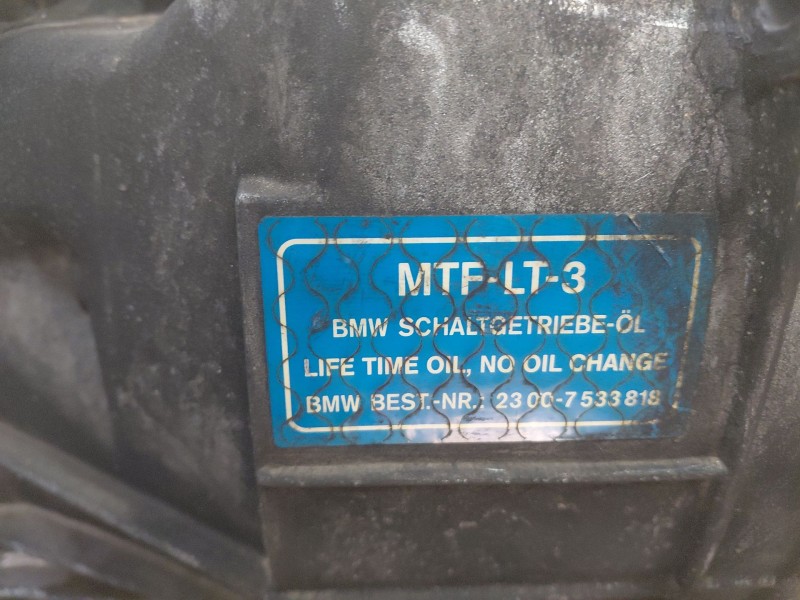 MTF-LT-3
BMW SCHALTGETRIEBE-ÖL
LIFE TIME OIL, NO OIL CHANGE
BMW BEST.-NR.: 23 00-7 533 818